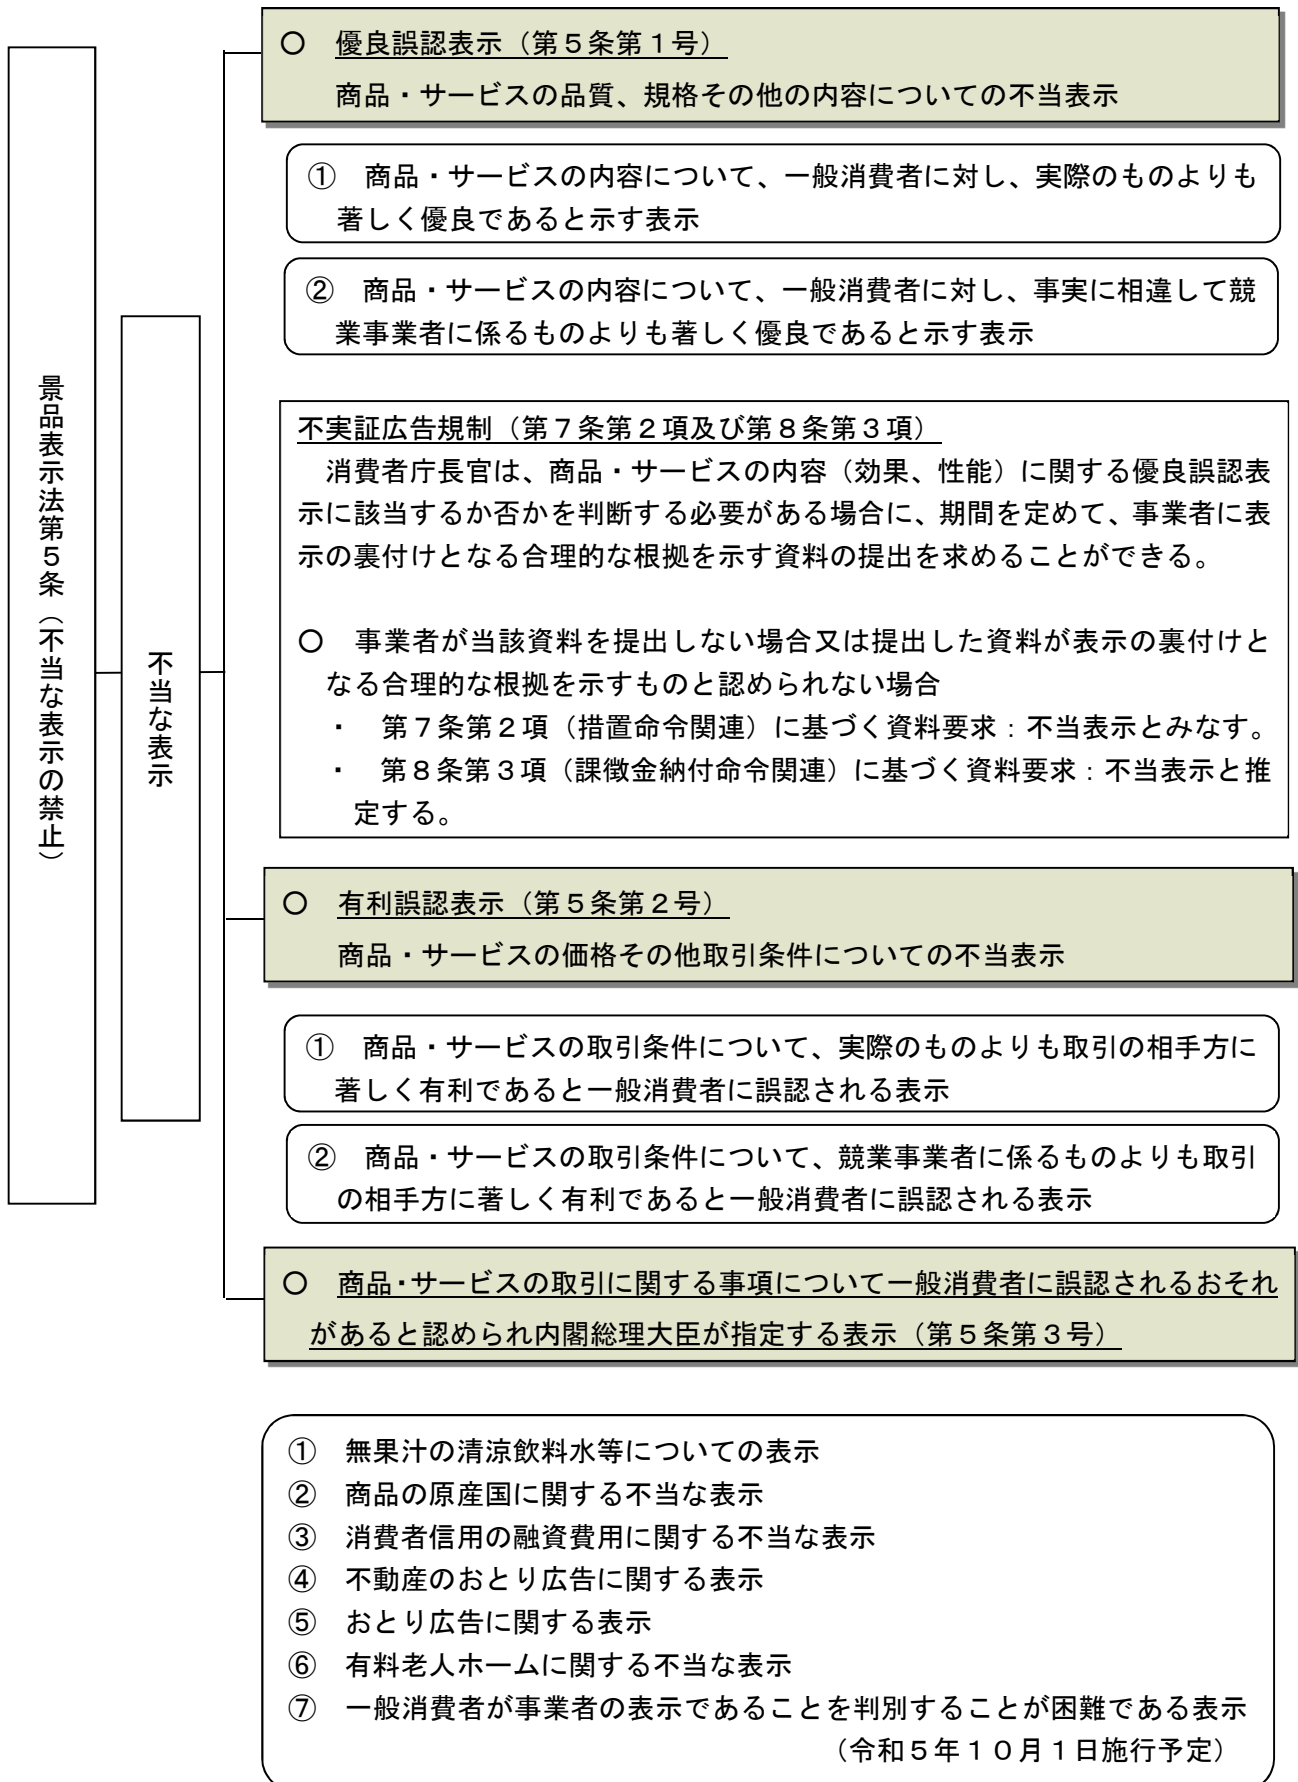 景品表示法第５条（不当な表示の禁止）
不当な表示
○　優良誤認表示（第５条第１号）
商品・サービスの品質、規格その他の内容についての不当表示
①　商品・サービスの内容について、一般消費者に対し、実際のものよりも
著しく優良であると示す表示
②　商品・サービスの内容について、一般消費者に対し、事実に相違して競
業事業者に係るものよりも著しく優良であると示す表示
不実証広告規制（第７条第２項及び第８条第３項）
消費者庁長官は、商品・サービスの内容（効果、性能）に関する優良誤認表
示に該当するか否かを判断する必要がある場合に、期間を定めて、事業者に表
示の裏付けとなる合理的な根拠を示す資料の提出を求めることができる。
○　事業者が当該資料を提出しない場合又は提出した資料が表示の裏付けと
なる合理的な根拠を示すものと認められない場合
・　第７条第２項（措置命令関連）に基づく資料要求：不当表示とみなす。
・　第８条第３項（課徴金納付命令関連）に基づく資料要求：不当表示と推
定する。
○　有利誤認表示（第５条第２号）
商品・サービスの価格その他取引条件についての不当表示
①　商品・サービスの取引条件について、実際のものよりも取引の相手方に
著しく有利であると一般消費者に誤認される表示
②　商品・サービスの取引条件について、競業事業者に係るものよりも取引
の相手方に著しく有利であると一般消費者に誤認される表示
○　商品・サービスの取引に関する事項について一般消費者に誤認されるおそれ
があると認められ内閣総理大臣が指定する表示（第５条第３号）
①　無果汁の清涼飲料水等についての表示
②　商品の原産国に関する不当な表示
③　消費者信用の融資費用に関する不当な表示
④　不動産のおとり広告に関する表示
⑤　おとり広告に関する表示
⑥　有料老人ホームに関する不当な表示
⑦　一般消費者が事業者の表示であることを判別することが困難である表示
（令和５年１０月１日施行予定）